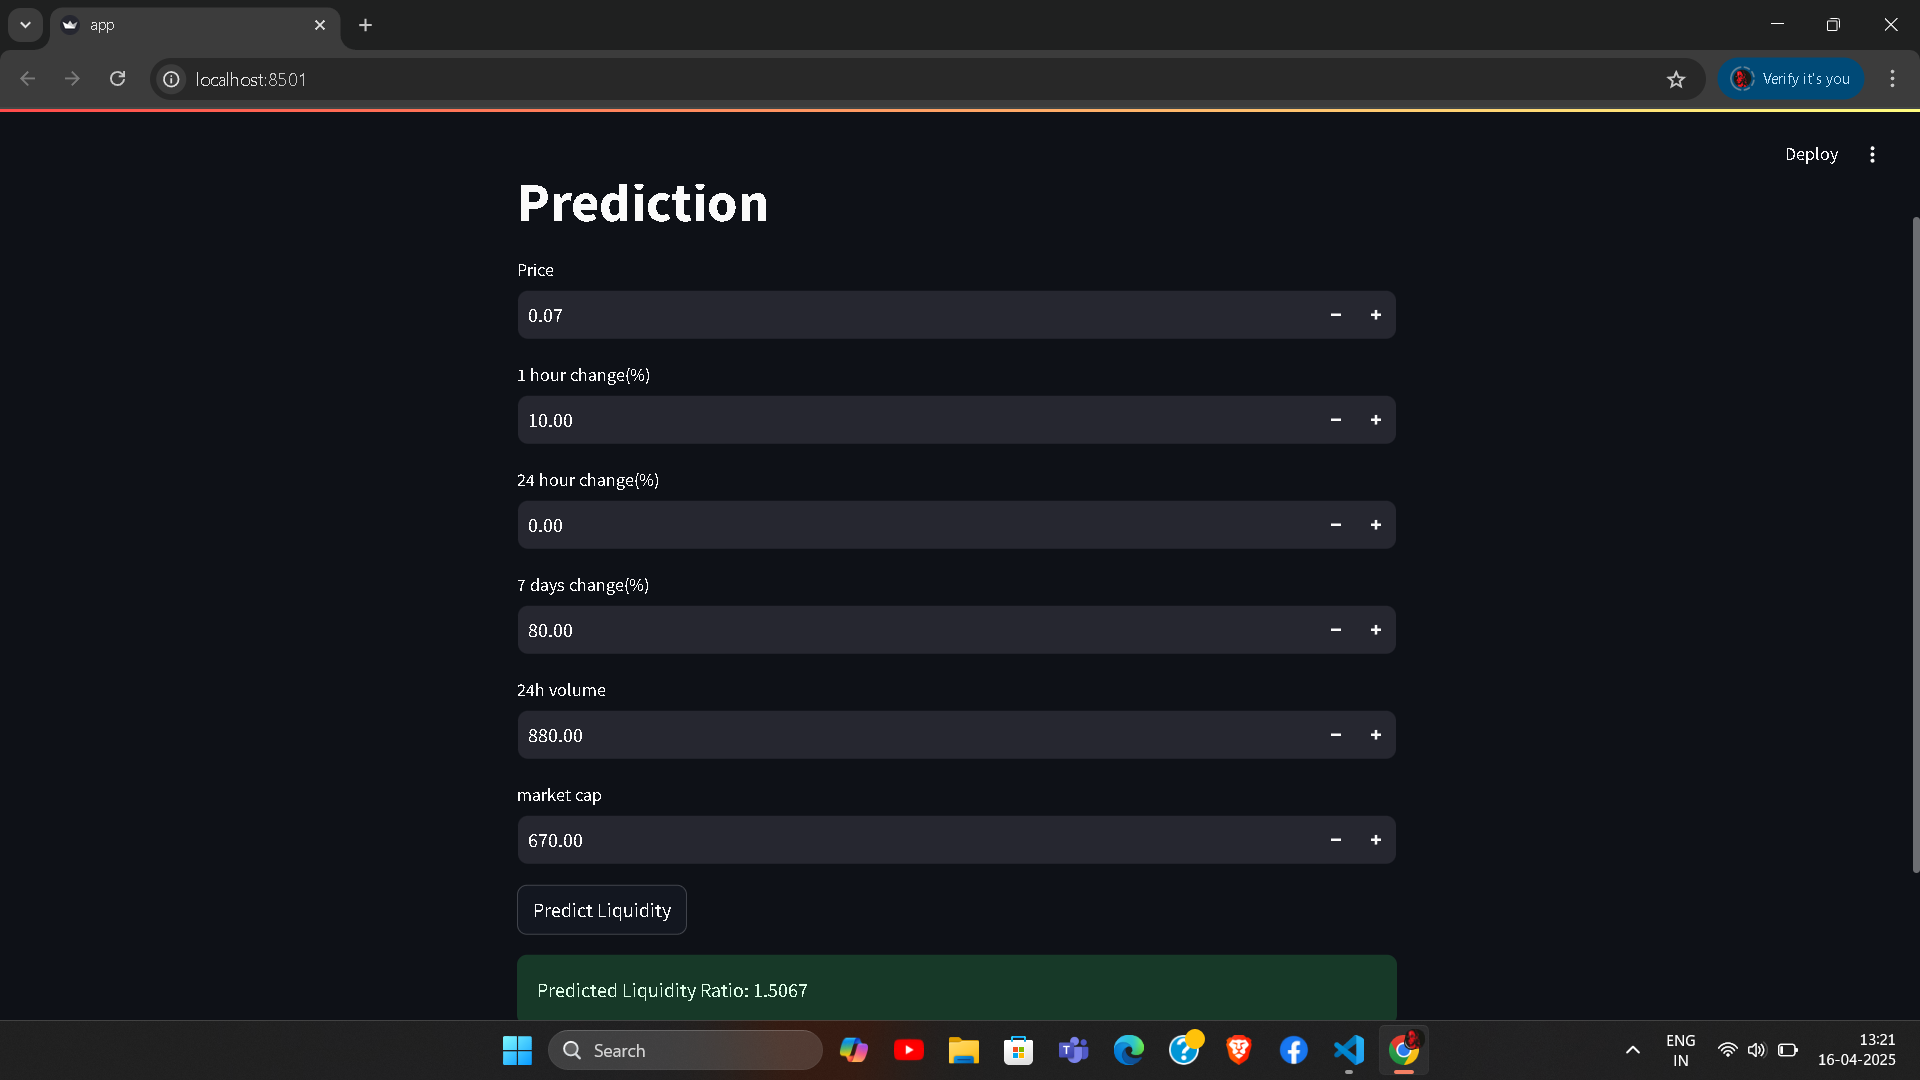 app
localhost:8501
Verify it's you
Deploy
Prediction
Price
0.07
1 hour change(%)
10.00
24 hour change(%)
0.00
7 days change(%)
80.00
24h volume
880.00
market cap
670.00
Predict Liquidity
Predicted Liquidity Ratio: 1.5067
Search
ENG
IN
13:21
16-04-2025